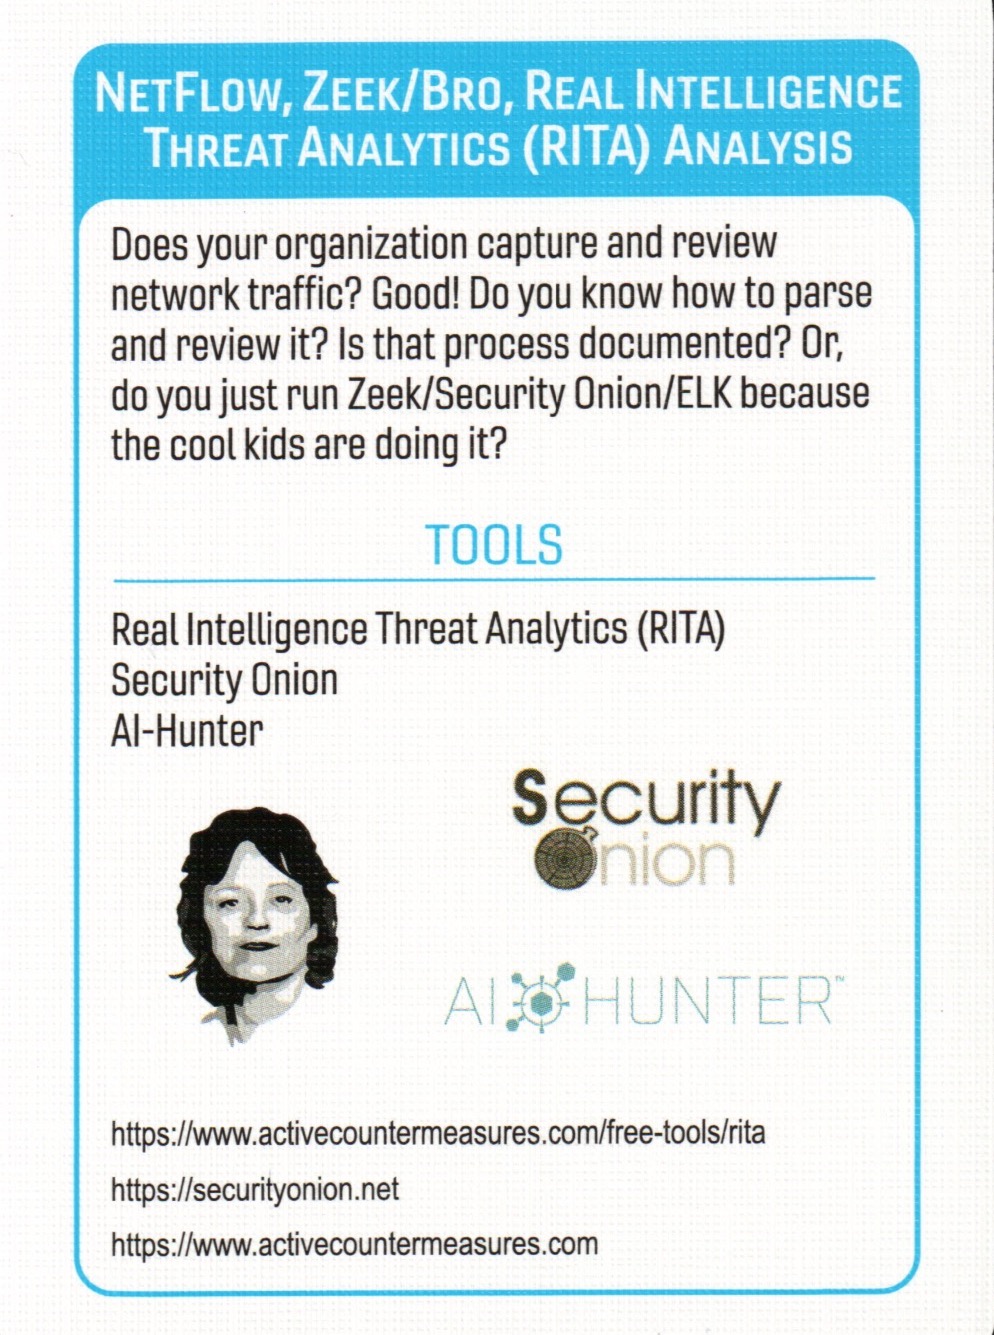 NetFlow, Zeek/Bro, Real Intelligence
Threat Analytics (RITA) Analysis
Does your organization capture and review
network traffic? Good! Do you know how to parse
and review it? Is that process documented? Or,
do you just run Zeek/Security Onion/ELK because
the cool kids are doing it?
TOOLS
Real Intelligence Threat Analytics (RITA)
Security Onion
AI-Hunter
Security
Onion
AI HUNTER™
https://www.activecountermeasures.com/free-tools/rita
https://securityonion.net
https://www.activecountermeasures.com